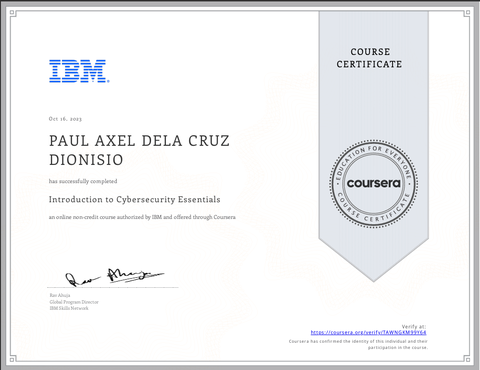 IBM
COURSE
CERTIFICATE
Oct 16, 2023
PAUL AXEL DELA CRUZ
DIONISIO
has successfully completed
Introduction to Cybersecurity Essentials
an online non-credit course authorized by IBM and offered through Coursera
EDUCATION FOR EVERYONE
coursera
COURSE CERTIFICATE
Rav Ahuja
Global Program Director
IBM Skills Network
Verify at:
https://coursera.org/verify/TAWNGKM99Y64
Coursera has confirmed the identity of this individual and their
participation in the course.